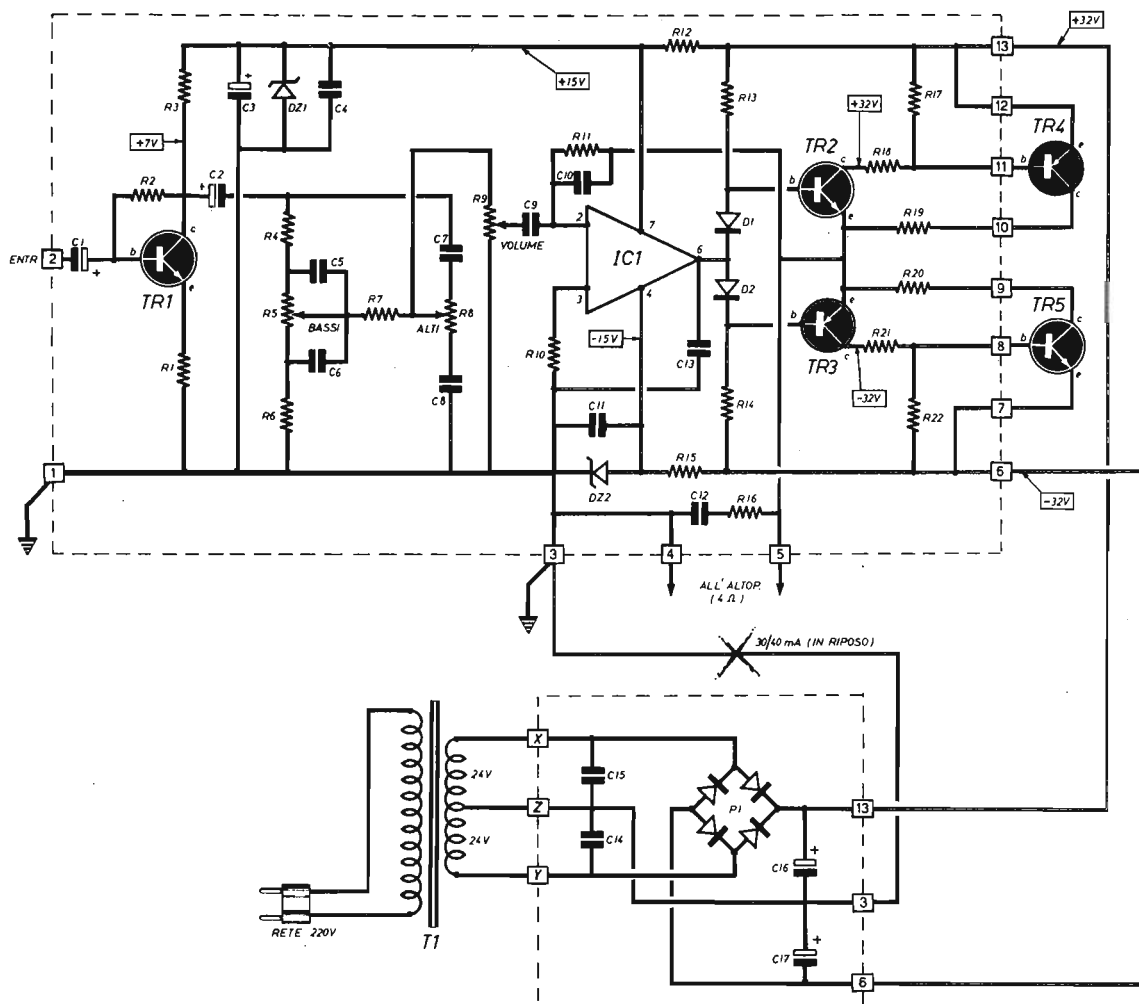 R12
13
+32V
+
+15V
R3
C3
DZ1
C4
R13
R17
12
+7V
+32V
TR4
R11
TR2
e
R2
+
C2
C10
c
R18
11
b
R9
b
c
C1
c
R4
C7
C9
2
7
D1
e
R19
10
ENTR
2
b
VOLUME
+
e
C5
IC1
6
TR1
3
D2
R20
9
R5
R7
R8
e
c
TR5
BASSI
ALTI
4
b
R21
8
b
-15V
c
R10
C13
TR3
e
R1
C6
R14
-32V
R22
7
R6
C8
C11
1
R15
6
DZ2
C12
R16
-32V
3
4
5
ALL'ALTOP.
(4Ω)
30/40mA (IN RIPOSO)
X
24V
C15
Z
P1
13
24V
C14
+
C16
Y
3
+
RETE 220V
T1
C17
6